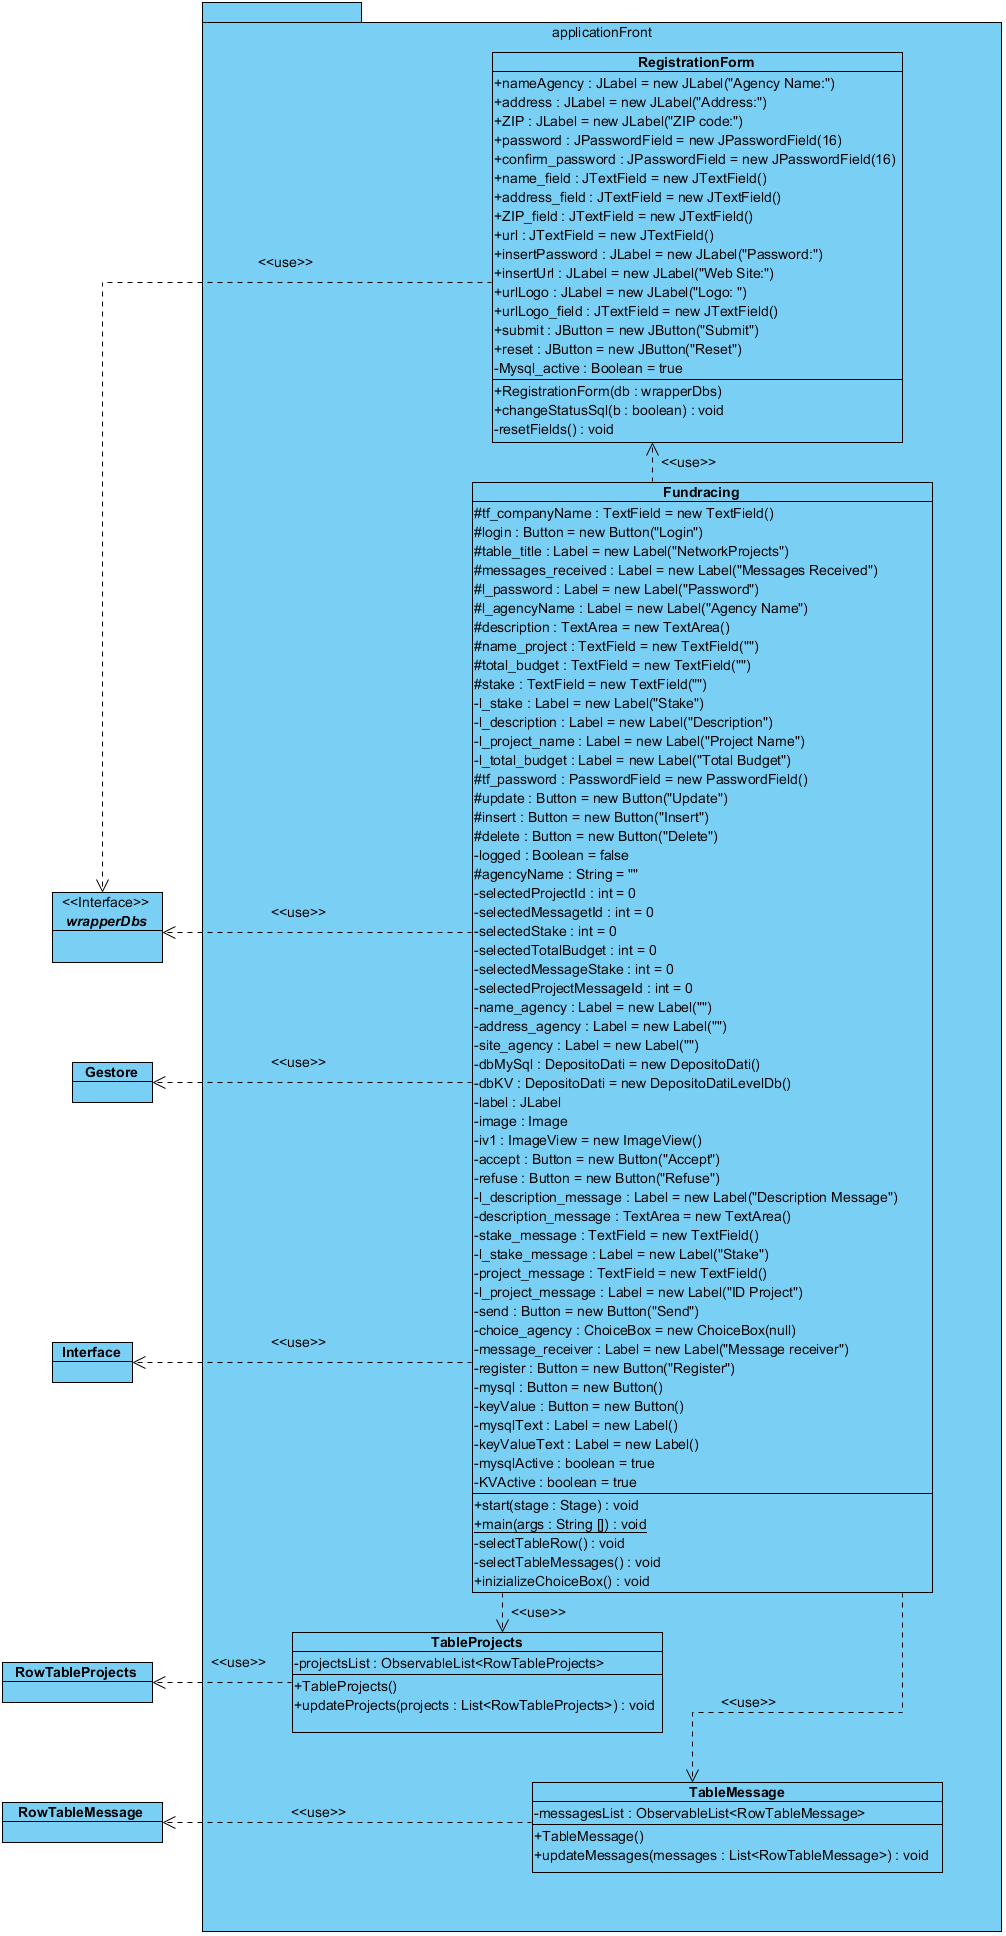 applicationFront
RegistrationForm
+nameAgency : JLabel = new JLabel("Agency Name:")
+address : JLabel = new JLabel("Address:")
+ZIP : JLabel = new JLabel("ZIP code:")
+password : JPasswordField = new JPasswordField(16)
+confirm_password : JPasswordField = new JPasswordField(16)
+name_field : JTextField = new JTextField()
+address_field : JTextField = new JTextField()
+ZIP_field : JTextField = new JTextField()
+url : JTextField = new JTextField()
+insertPassword : JLabel = new JLabel("Password:")
+insertUrl : JLabel = new JLabel("Web Site:")
+urlLogo : JLabel = new JLabel("Logo: ")
+urlLogo_field : JTextField = new JTextField()
+submit : JButton = new JButton("Submit")
+reset : JButton = new JButton("Reset")
-Mysql_active : Boolean = true
+RegistrationForm(db : wrapperDbs)
+changeStatusSql(b : boolean) : void
-resetFields() : void
<<use>>
<<use>>
Fundracing
#tf_companyName : TextField = new TextField()
#login : Button = new Button("Login")
#table_title : Label = new Label("NetworkProjects")
#messages_received : Label = new Label("Messages Received")
#l_password : Label = new Label("Password")
#l_agencyName : Label = new Label("Agency Name")
#description : TextArea = new TextArea()
#name_project : TextField = new TextField("")
#total_budget : TextField = new TextField("")
#stake : TextField = new TextField("")
-l_stake : Label = new Label("Stake")
-l_description : Label = new Label("Description")
-l_project_name : Label = new Label("Project Name")
-l_total_budget : Label = new Label("Total Budget")
#tf_password : PasswordField = new PasswordField()
#update : Button = new Button("Update")
#insert : Button = new Button("Insert")
#delete : Button = new Button("Delete")
-logged : Boolean = false
#agencyName : String = ""
-selectedProjectId : int = 0
-selectedMessagetId : int = 0
-selectedStake : int = 0
-selectedTotalBudget : int = 0
-selectedMessageStake : int = 0
-selectedProjectMessageId : int = 0
-name_agency : Label = new Label("")
-address_agency : Label = new Label("")
-site_agency : Label = new Label("")
-dbMySql : DepositoDati = new DepositoDati()
-dbKV : DepositoDati = new DepositoDatiLevelDb()
-label : JLabel
-image : Image
-iv1 : ImageView = new ImageView()
-accept : Button = new Button("Accept")
-refuse : Button = new Button("Refuse")
-l_description_message : Label = new Label("Description Message")
-description_message : TextArea = new TextArea()
-stake_message : TextField = new TextField()
-l_stake_message : Label = new Label("Stake")
-project_message : TextField = new TextField()
-l_project_message : Label = new Label("ID Project")
-send : Button = new Button("Send")
-choice_agency : ChoiceBox = new ChoiceBox(null)
-message_receiver : Label = new Label("Message receiver")
-register : Button = new Button("Register")
-mysql : Button = new Button()
-keyValue : Button = new Button()
-mysqlText : Label = new Label()
-keyValueText : Label = new Label()
-mysqlActive : boolean = true
-KVActive : boolean = true
+start(stage : Stage) : void
+main(args : String []) : void
-selectTableRow() : void
-selectTableMessages() : void
+inizializeChoiceBox() : void
<<Interface>>
wrapperDbs
<<use>>
Gestore
<<use>>
Interface
<<use>>
<<use>>
TableProjects
-projectsList : ObservableList<RowTableProjects>
+TableProjects()
+updateProjects(projects : List<RowTableProjects>) : void
RowTableProjects
<<use>>
<<use>>
TableMessage
-messagesList : ObservableList<RowTableMessage>
+TableMessage()
+updateMessages(messages : List<RowTableMessage>) : void
RowTableMessage
<<use>>